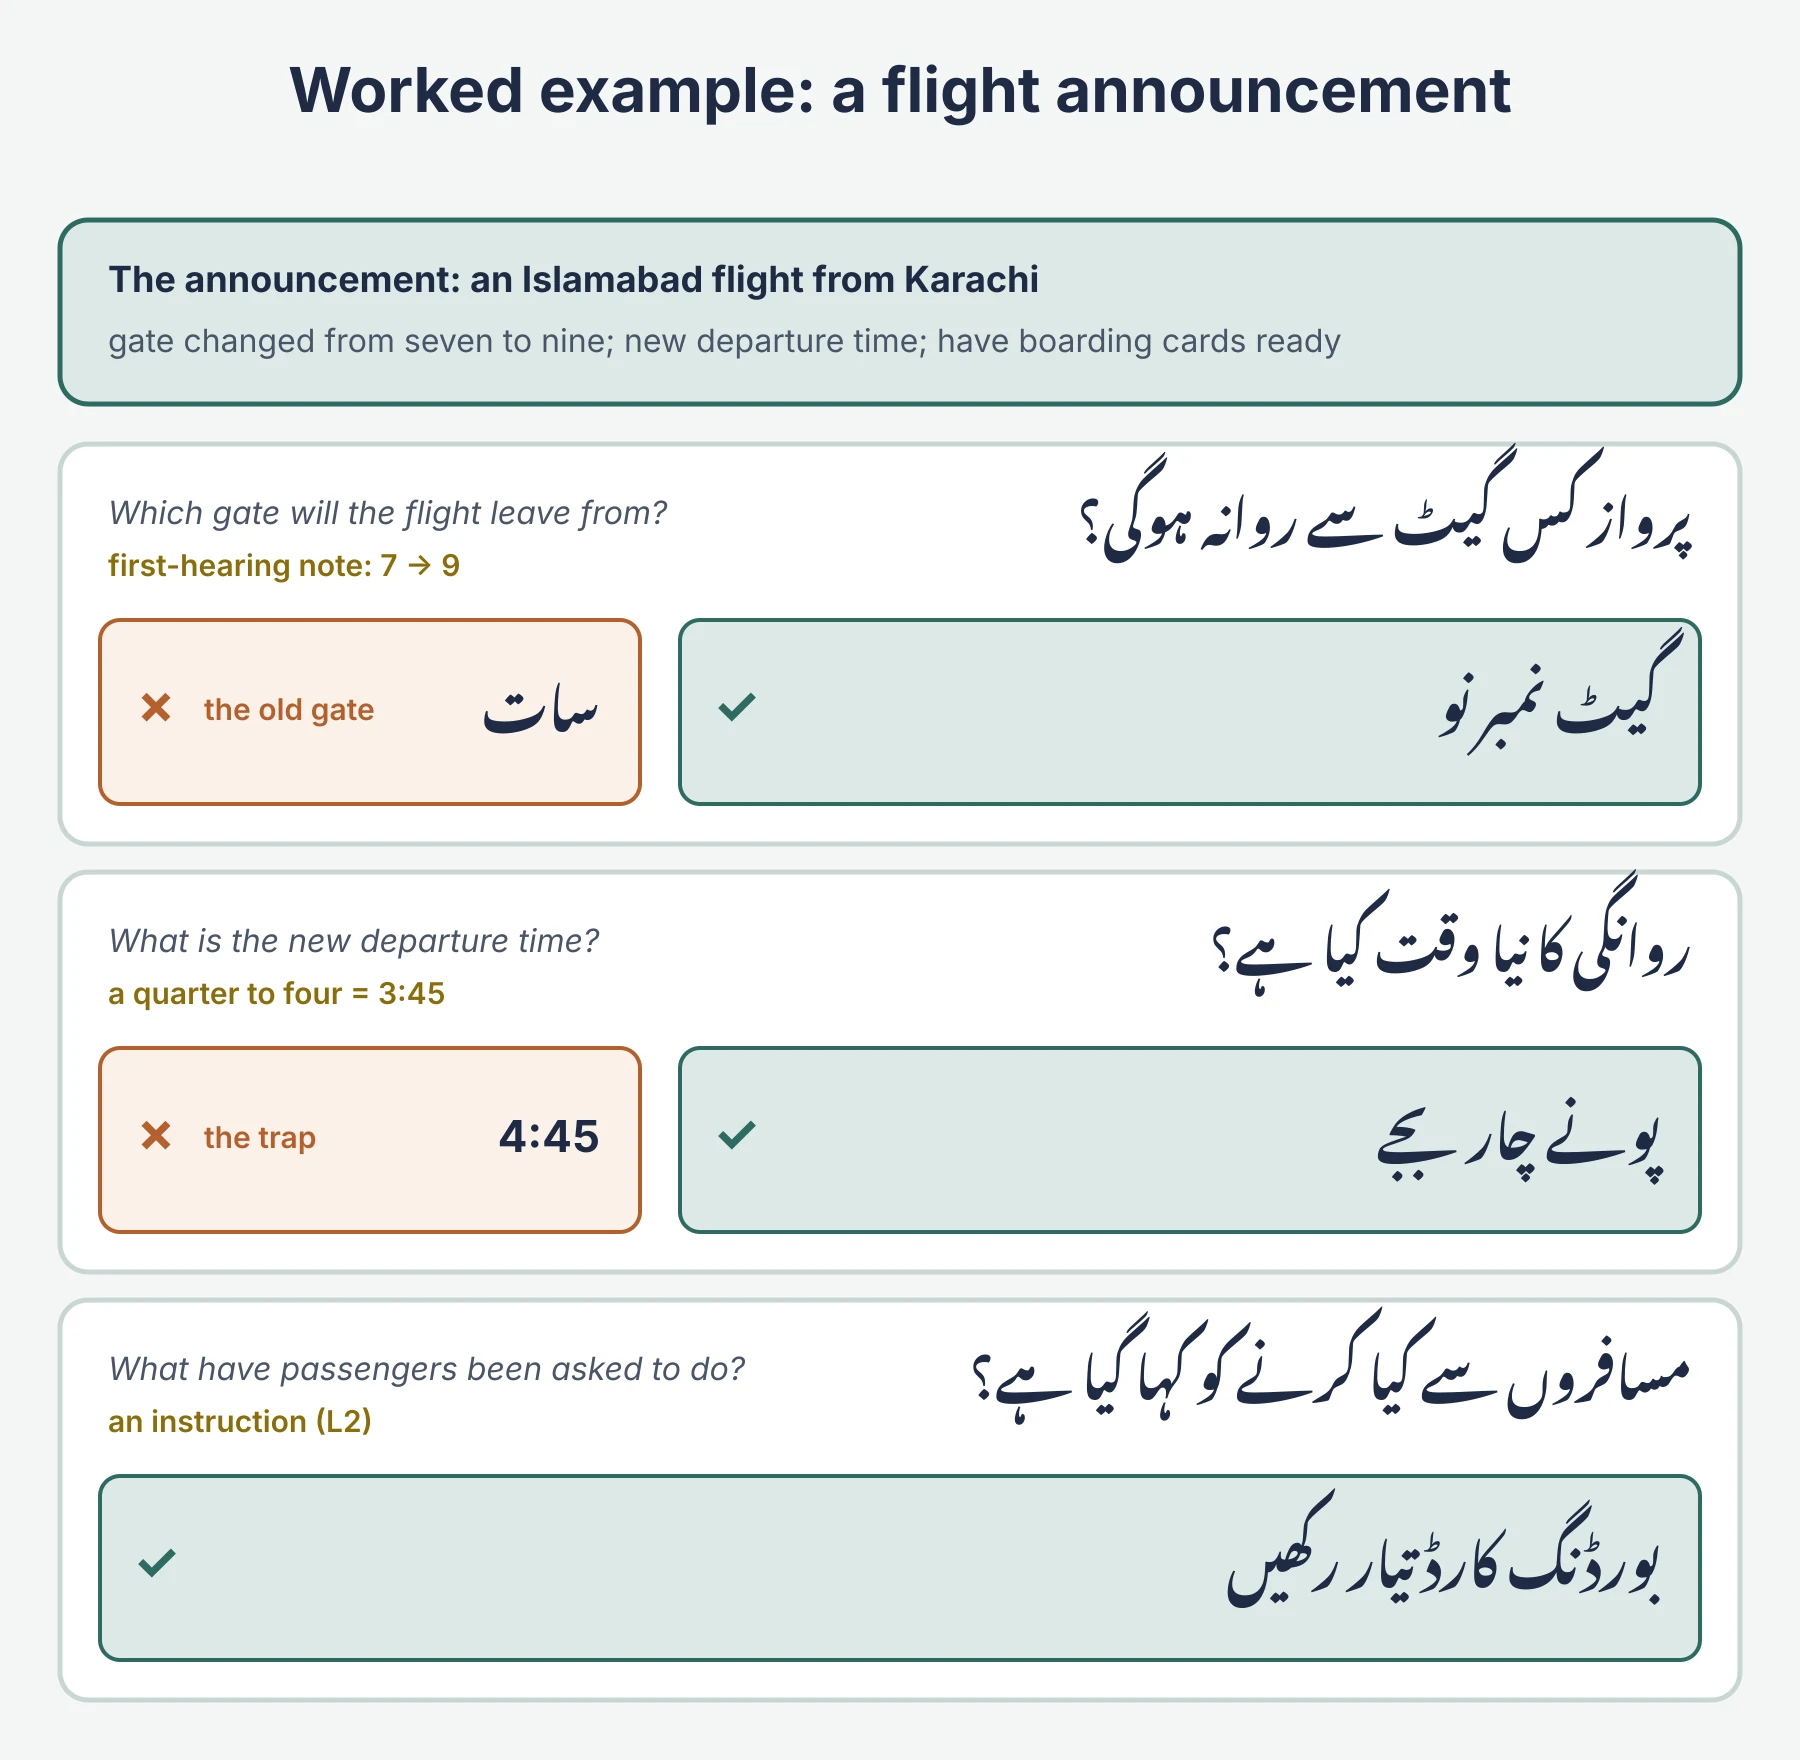 Worked example: a flight announcement
The announcement: an Islamabad flight from Karachi
gate changed from seven to nine; new departure time; have boarding cards ready
Which gate will the flight leave from?
پرواز کس گیٹ سے روانہ ہوگی؟
first-hearing note: 7 → 9
✕ the old gate سات
✓ گیٹ نمبر نو
What is the new departure time?
روانگی کا نیا وقت کیا ہے؟
a quarter to four = 3:45
✕ the trap 4:45
✓ پونے چار بجے
What have passengers been asked to do?
مسافروں سے کیا کرنے کو کہا گیا ہے؟
an instruction (L2)
✓ بورڈنگ کارڈ تیار رکھیں